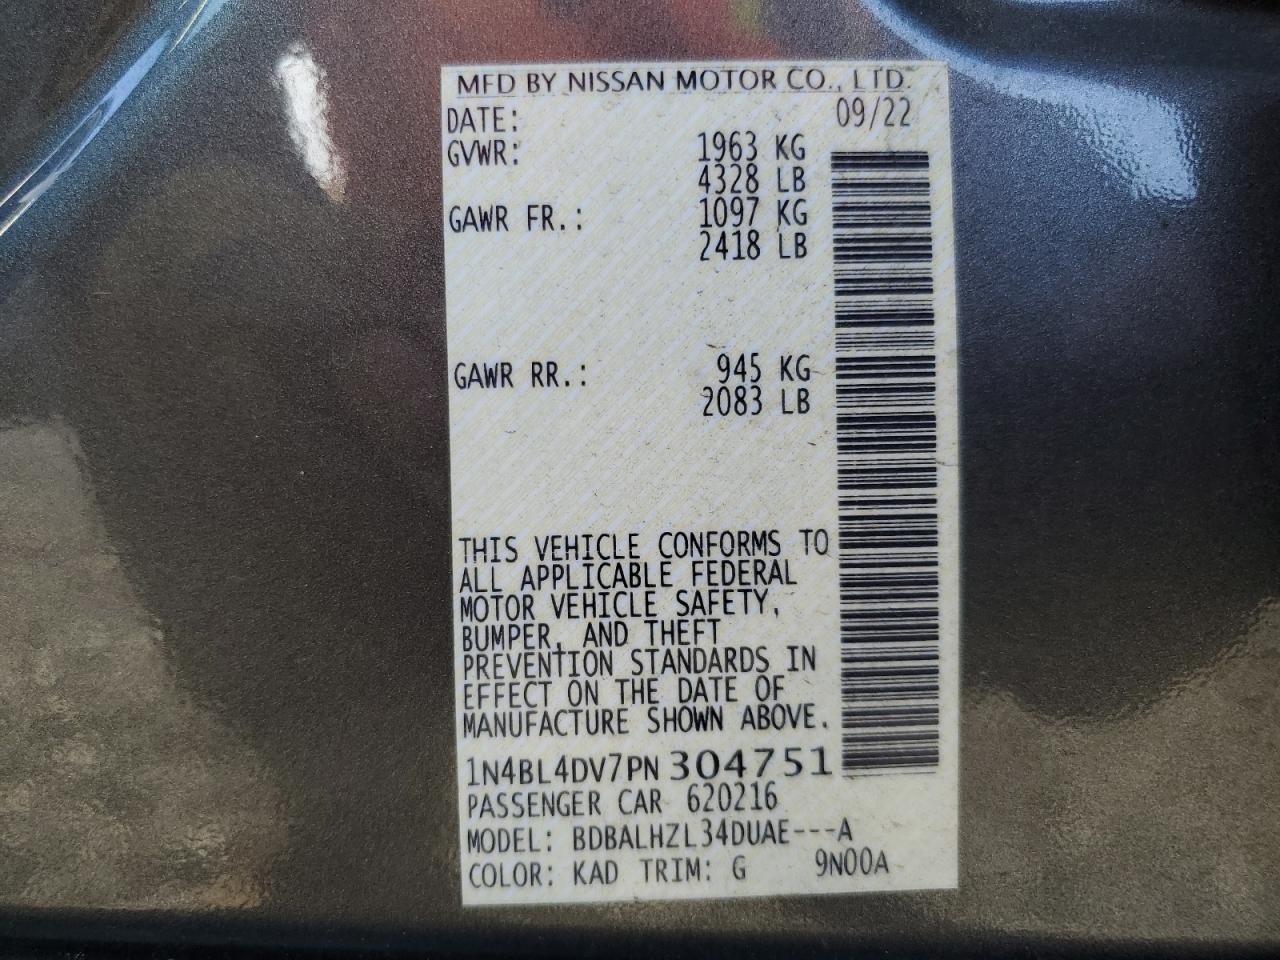 MFD BY NISSAN MOTOR CO., LTD.
DATE: 09/22
GVWR: 1963 KG
4328 LB
GAWR FR.: 1097 KG
2418 LB
GAWR RR.: 945 KG
2083 LB
THIS VEHICLE CONFORMS TO
ALL APPLICABLE FEDERAL
MOTOR VEHICLE SAFETY,
BUMPER, AND THEFT
PREVENTION STANDARDS IN
EFFECT ON THE DATE OF
MANUFACTURE SHOWN ABOVE.
1N4BL4DV7PN304751
PASSENGER CAR 620216
MODEL: BDBALHZL34DUAE---A
COLOR: KAD TRIM: G 9N00A